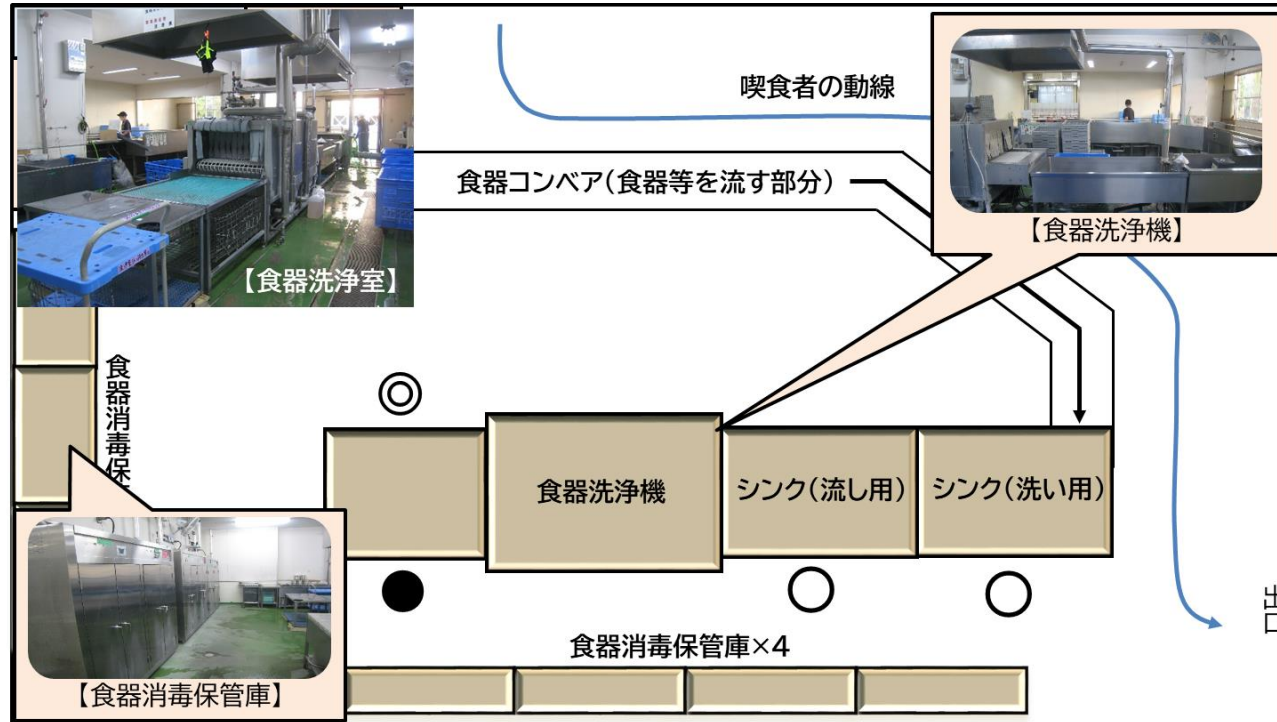 【食器洗浄室】
喫食者の動線
食器コンベア(食器等を流す部分)
【食器洗浄機】
食器消毒保
食器洗浄機
シンク(流し用)
シンク(洗い用)
出口
食器消毒保管庫×4
【食器消毒保管庫】